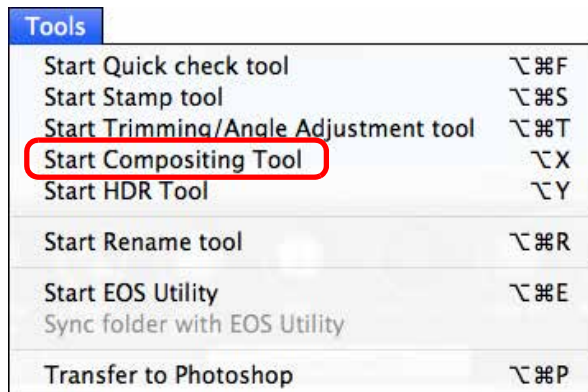 Tools
Start Quick check tool ⌥⌘F
Start Stamp tool ⌥⌘S
Start Trimming/Angle Adjustment tool ⌥⌘T
Start Compositing Tool ⌥X
Start HDR Tool ⌥Y
Start Rename tool ⌥⌘R
Start EOS Utility ⌥⌘E
Sync folder with EOS Utility
Transfer to Photoshop ⌥⌘P